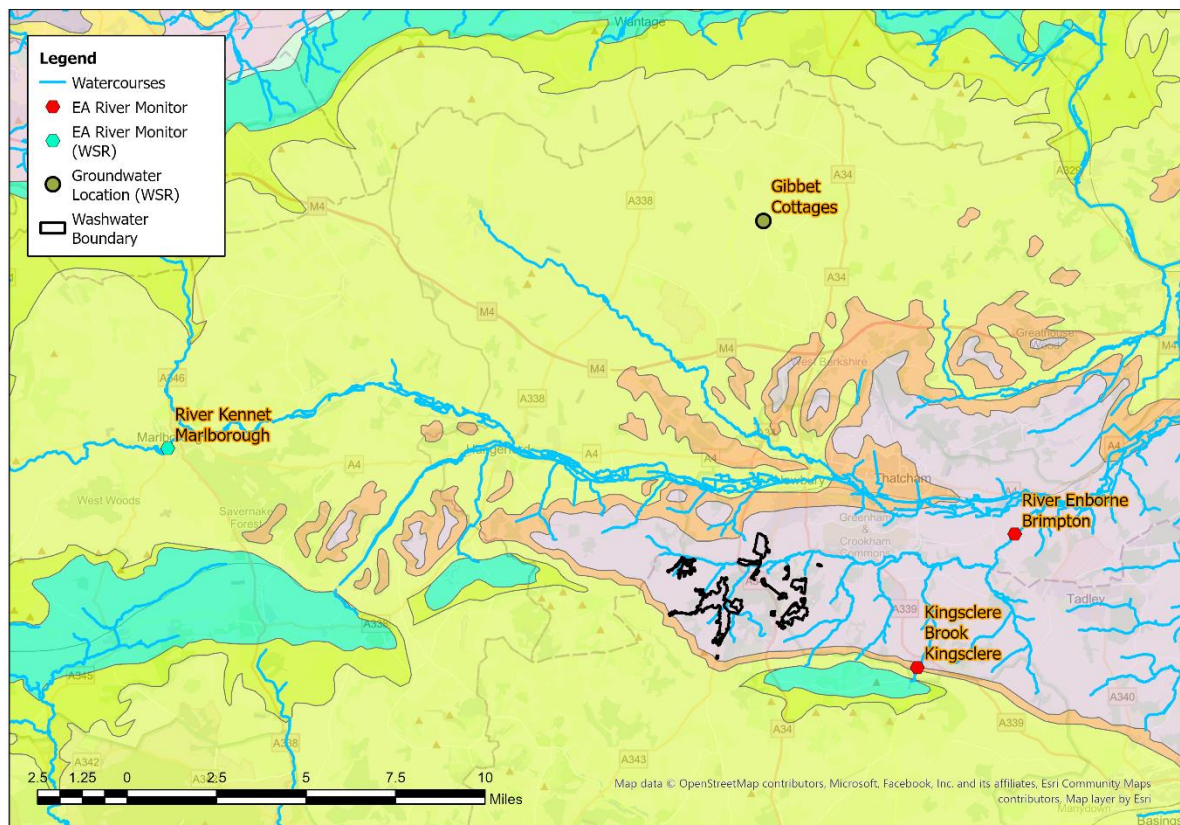 Wantage
Legend
Watercourses
EA River Monitor
EA River Monitor
(WSR)
Groundwater
Location (WSR)
Washwater
Boundary
M4
A338
A34
A329
Gibbet
Cottages
A34
M4
M4
M4
West Berkshire
M4
A346
River Kennet
Marlborough
A338
A4
A4
A4
Thatcham
A4
West Woods
Savernake
Forest
Greenham
&
Crookham
Commons
River Enborne
Brimpton
Tadley
A339
Kingsclere
Brook
Kingsclere
A338
A345
A340
A342
A338
A343
A34
A339
2.5 1.25 0 2.5 5 7.5 10
Miles
Map data © OpenStreetMap contributors, Microsoft, Facebook, Inc. and its affiliates, Esri Community Maps
contributors, Map layer by Esri